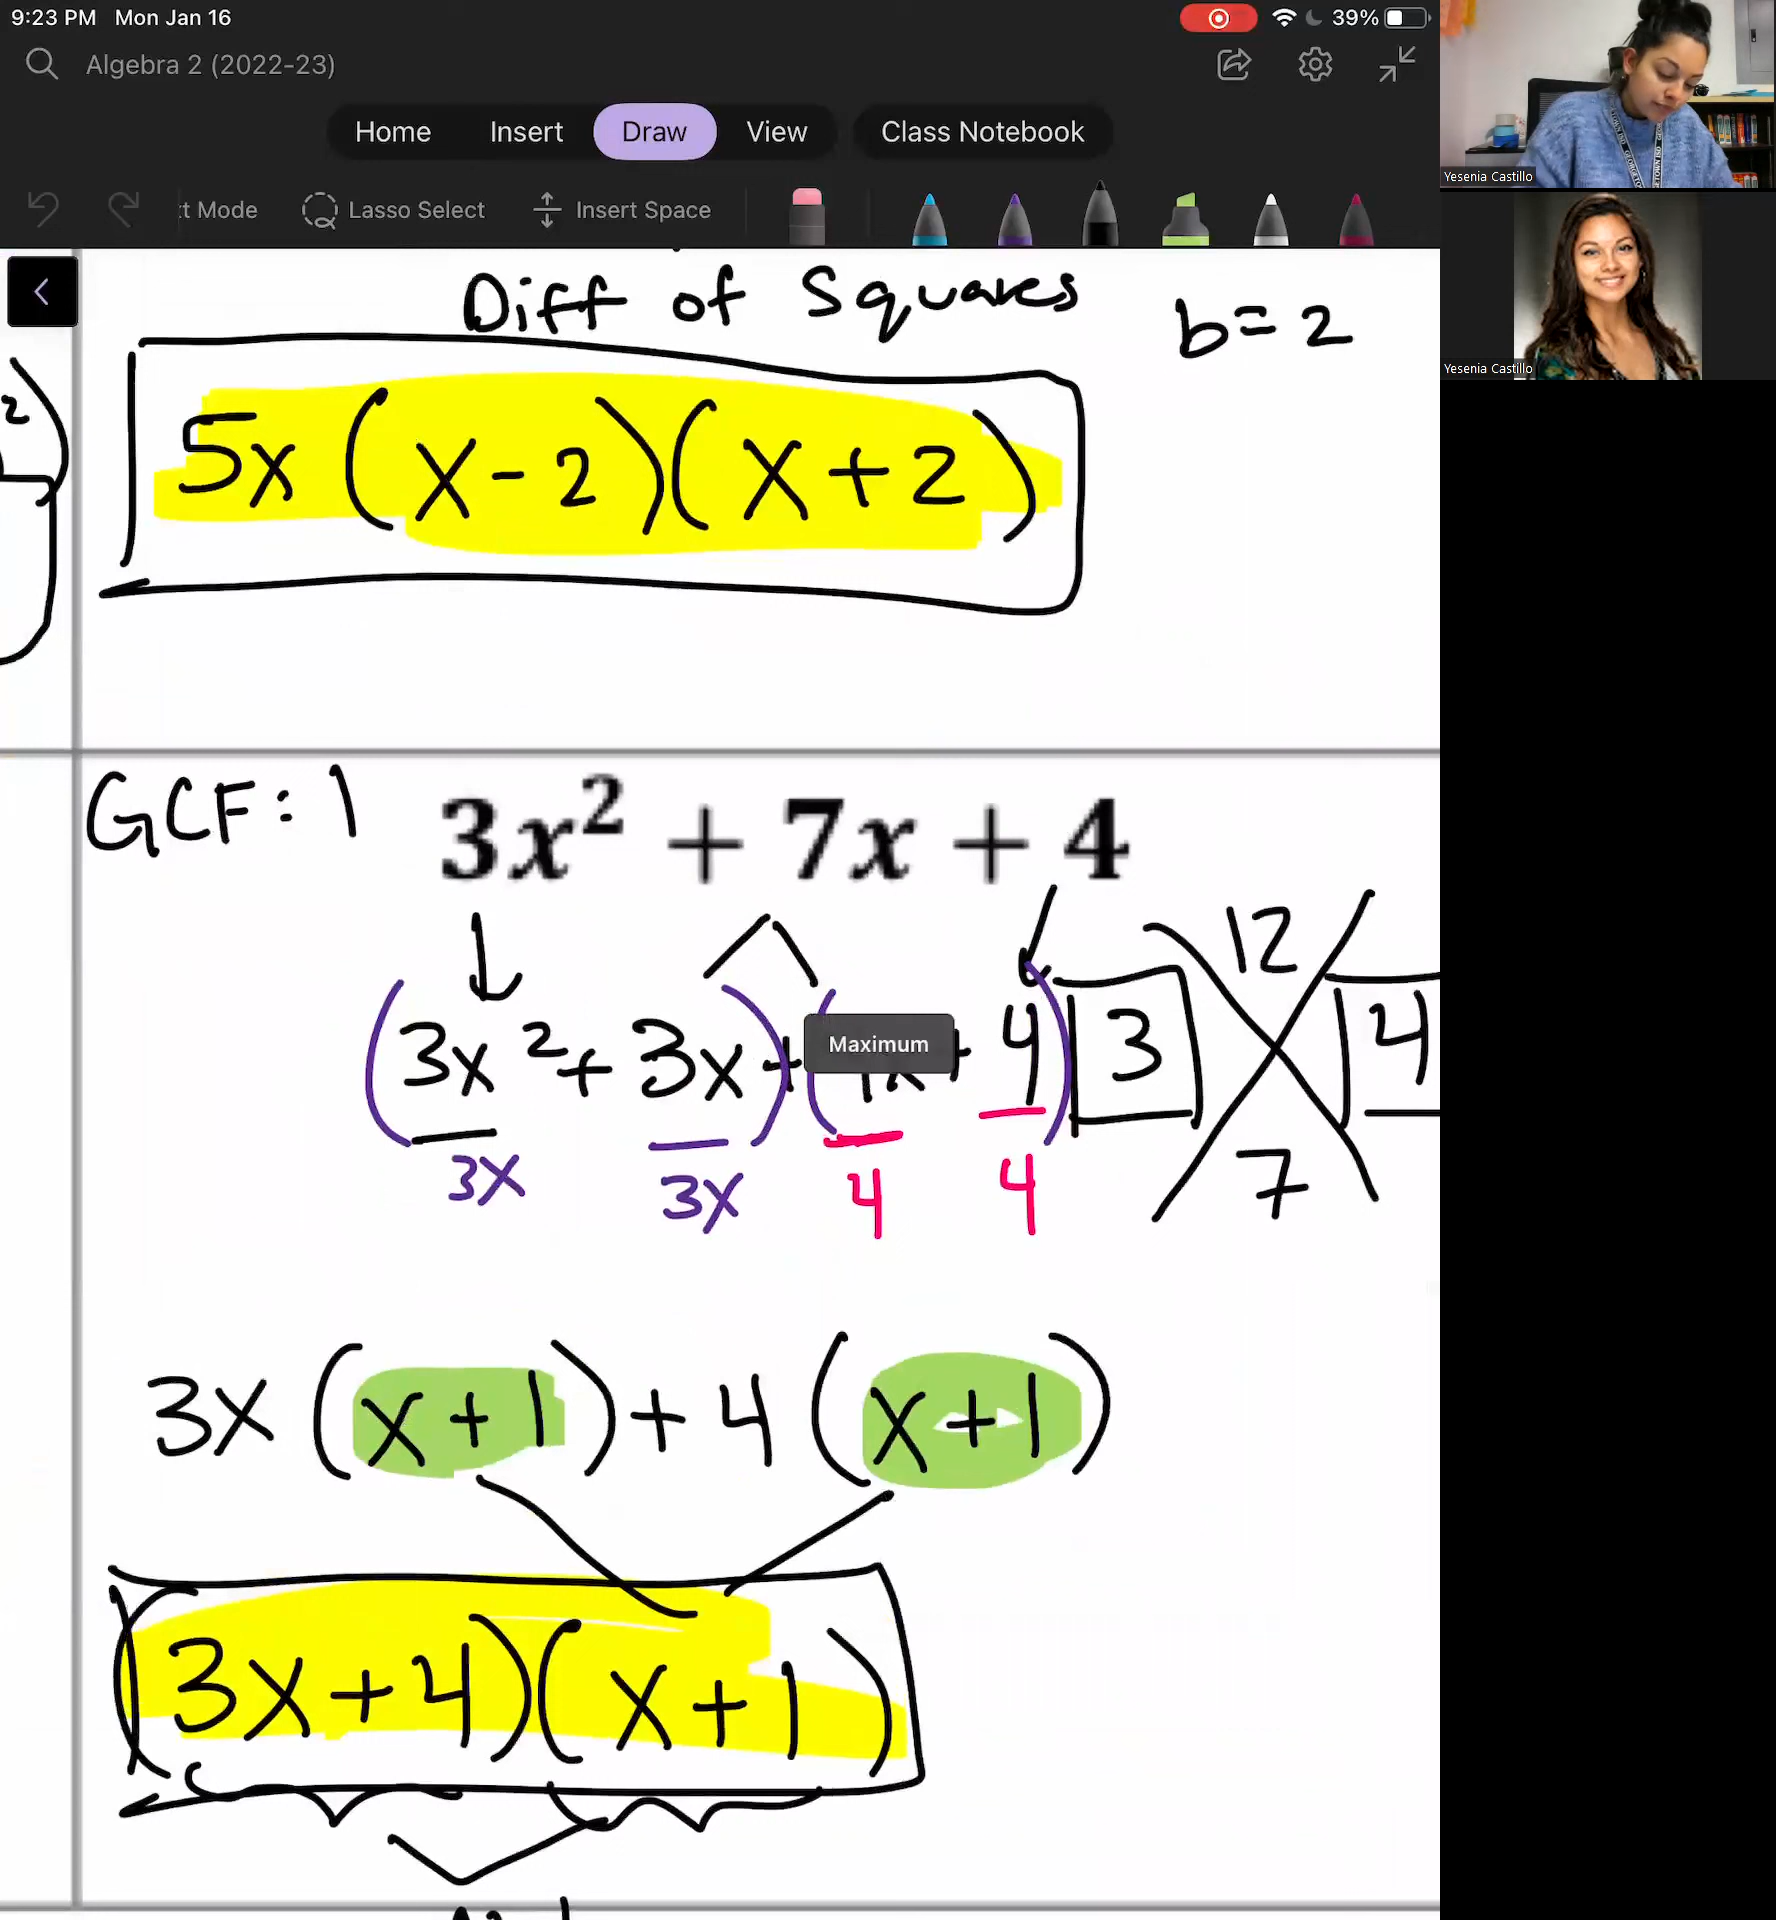 9:23 PM Mon Jan 16
39%
Algebra 2 (2022-23)
Home Insert Draw View Class Notebook
t Mode Lasso Select Insert Space
Yesenia Castillo
Yesenia Castillo
Diff of Squares
b=2
2
5x(x-2)(x+2)
GCF: 1 3x² + 7x + 4
12
(3x²+3x)+( + 4) 3 4
Maximum
7
3x 3x 4 4
3x(x+1)+4(x+1)
(3x+4)(x+1)